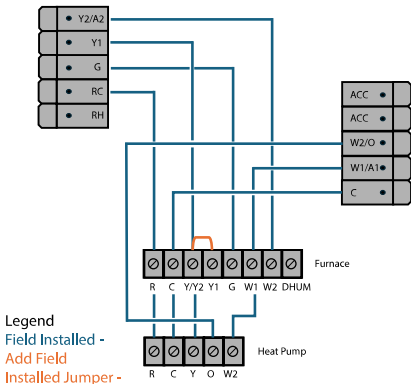 Y2/A2
Y1
G
RC
RH
ACC
ACC
W2/O
W1/A1
C
Furnace
R C Y/Y2 Y1 G W1 W2 DHUM
Legend
Field Installed -
Add Field
Installed Jumper -
Heat Pump
R C Y O W2